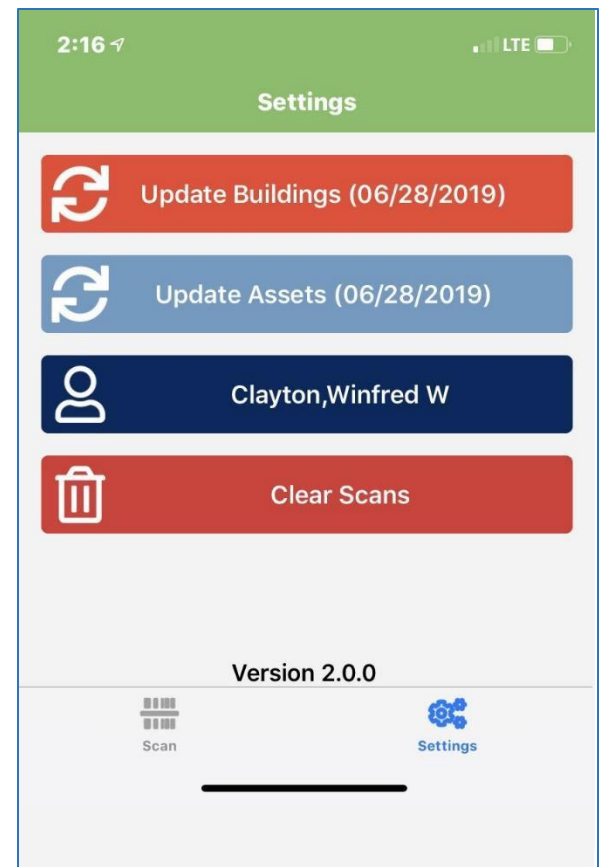 2:16
LTE
Settings
Update Buildings (06/28/2019)
Update Assets (06/28/2019)
Clayton,Winfred W
Clear Scans
Version 2.0.0
Scan
Settings